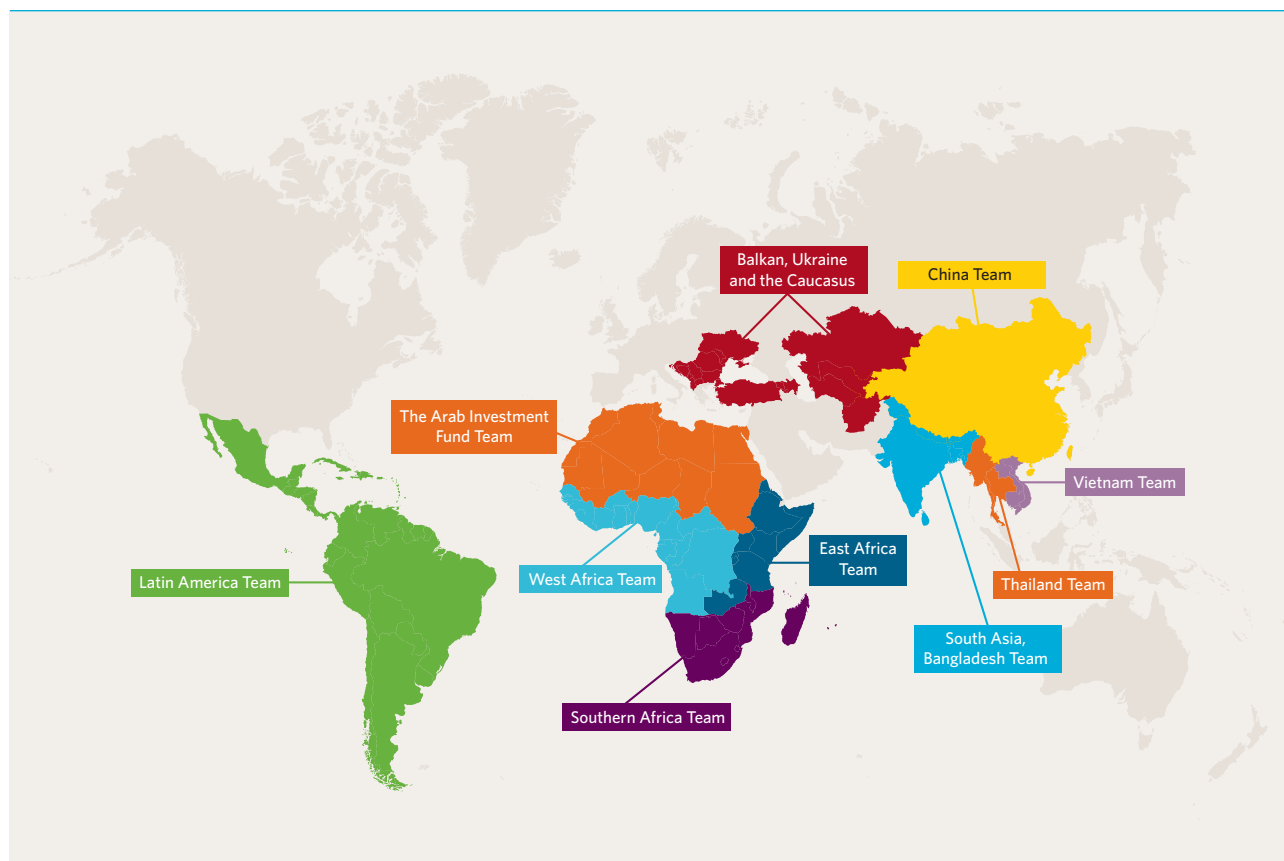 Balkan, Ukraine
and the Caucasus
China Team
The Arab Investment
Fund Team
Vietnam Team
East Africa
Team
West Africa Team
Latin America Team
Thailand Team
South Asia,
Bangladesh Team
Southern Africa Team